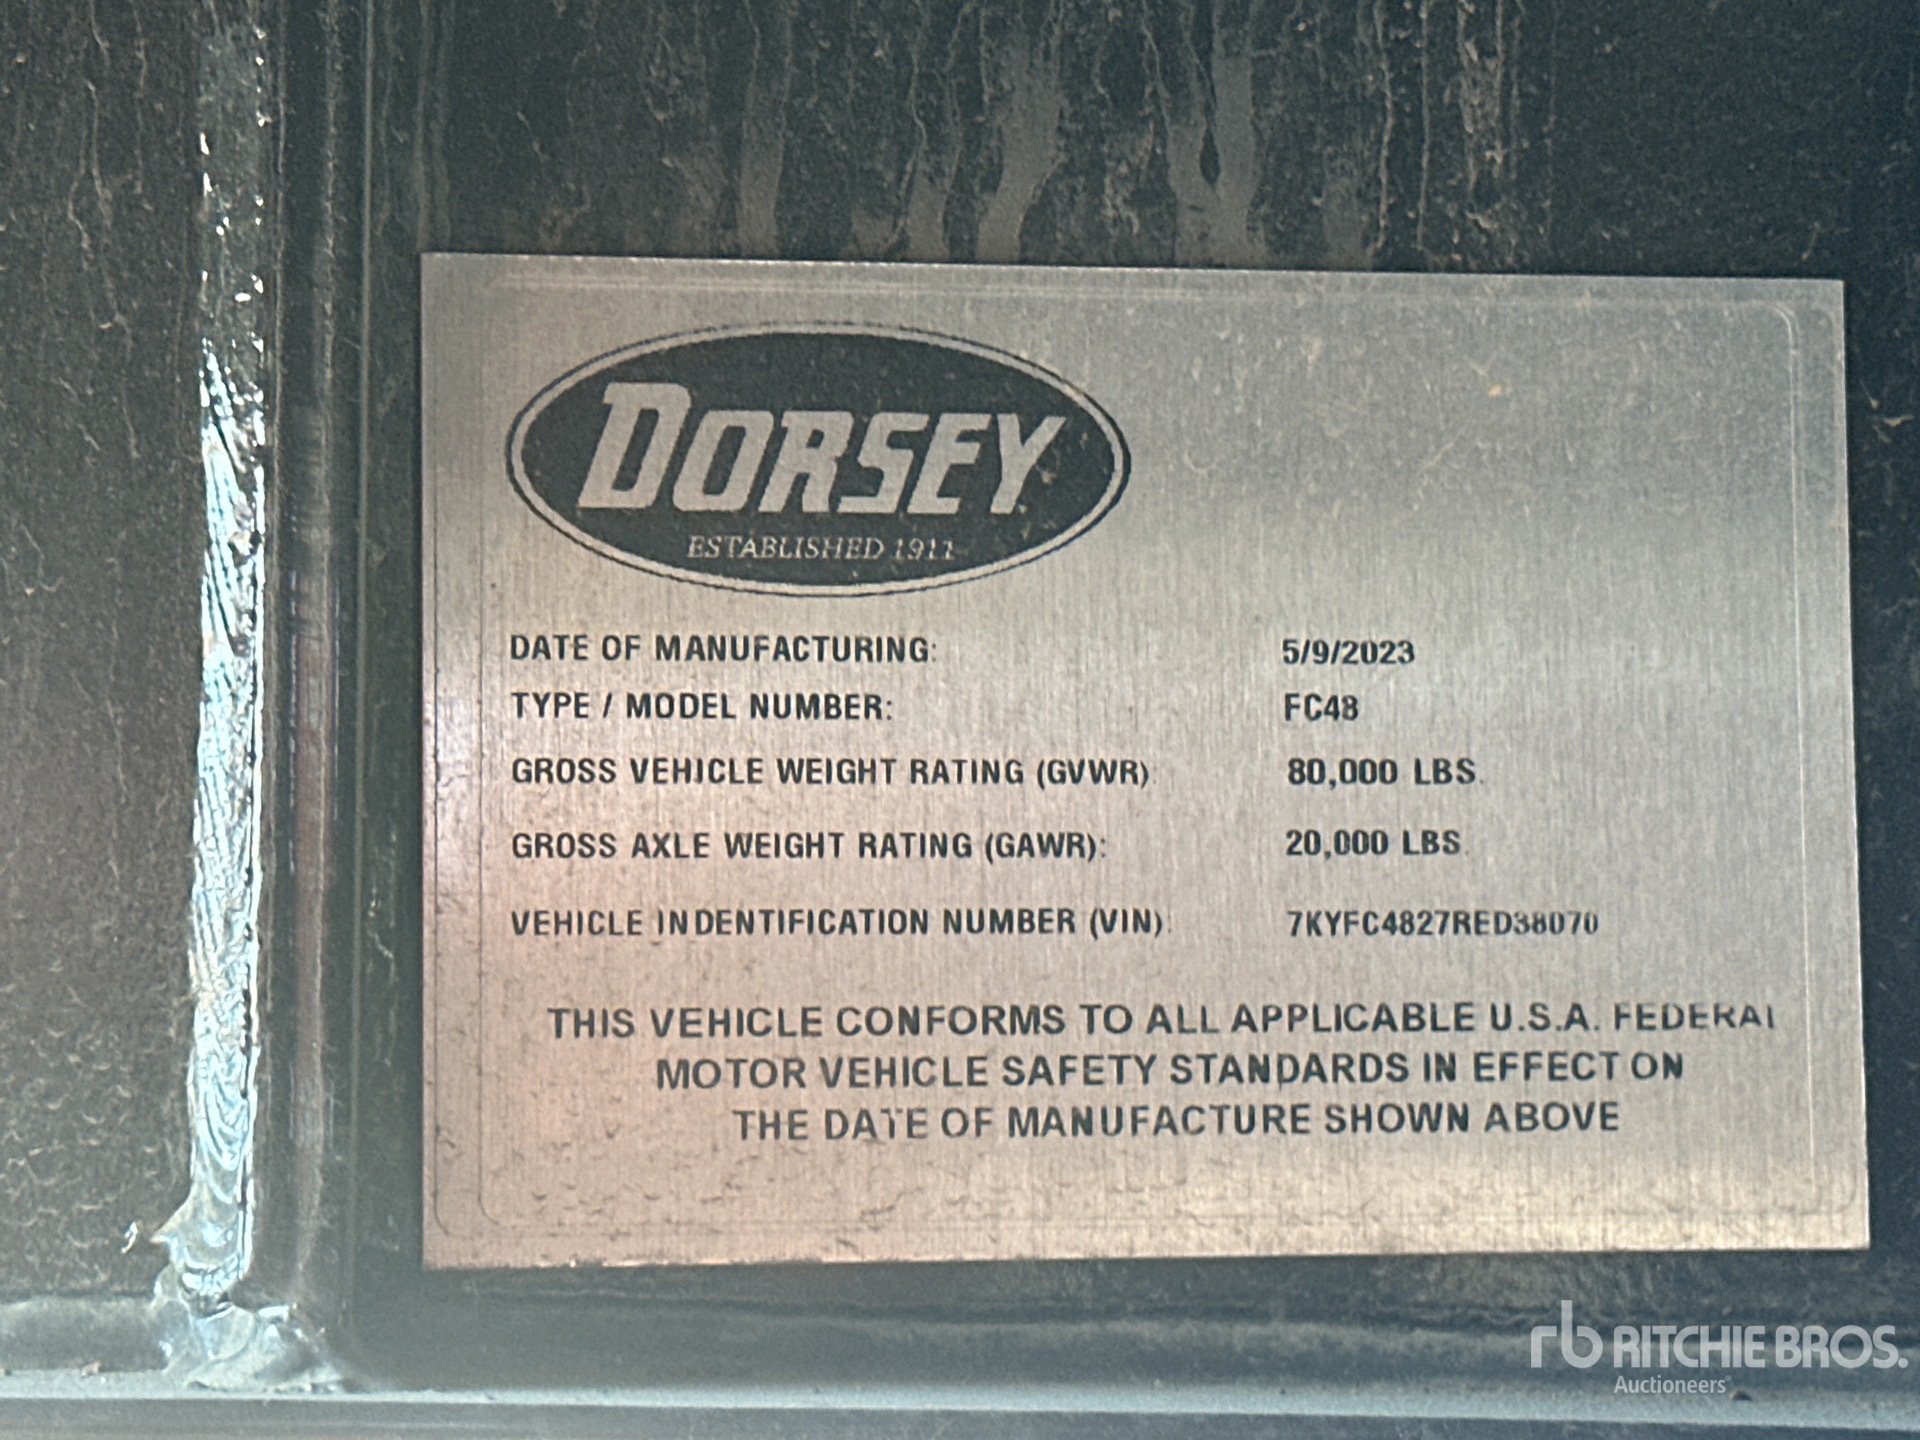 DORSEY
ESTABLISHED 1911
DATE OF MANUFACTURING: 5/9/2023
TYPE / MODEL NUMBER: FC48
GROSS VEHICLE WEIGHT RATING (GVWR): 80,000 LBS.
GROSS AXLE WEIGHT RATING (GAWR): 20,000 LBS.
VEHICLE INDENTIFICATION NUMBER (VIN): 7KYFC4827RED38070
THIS VEHICLE CONFORMS TO ALL APPLICABLE U.S.A. FEDERAL
MOTOR VEHICLE SAFETY STANDARDS IN EFFECT ON
THE DATE OF MANUFACTURE SHOWN ABOVE
rb RITCHIE BROS.
Auctioneers